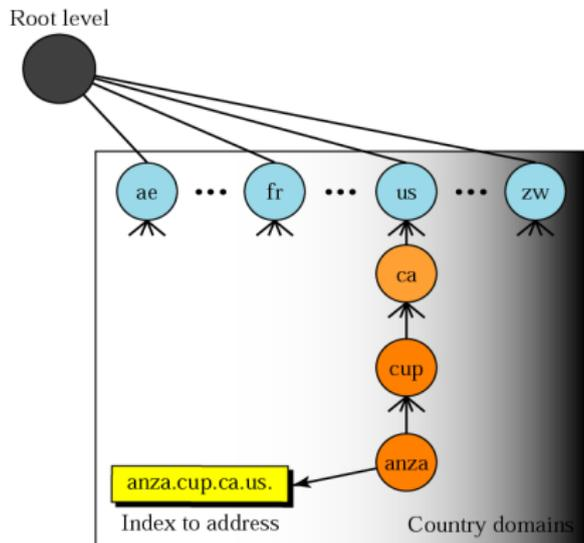 Root level
ae ••• fr ••• us ••• zw
ca
cup
anza
anza.cup.ca.us.
Index to address
Country domains